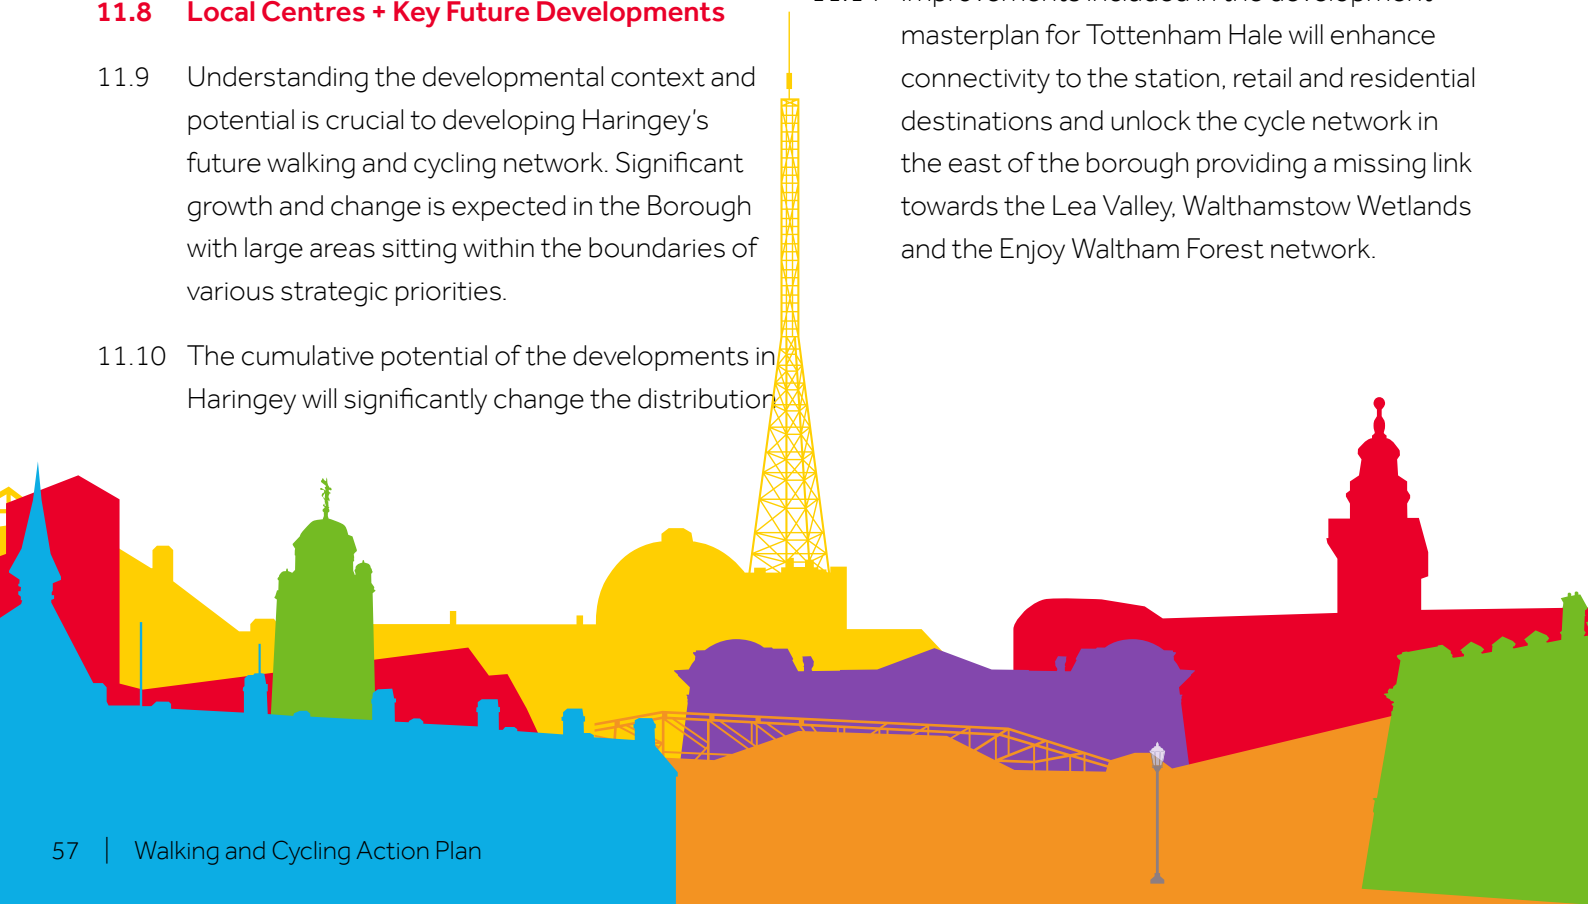 11.8 Local Centres + Key Future Developments
11.9 Understanding the developmental context and
potential is crucial to developing Haringey's
future walking and cycling network. Significant
growth and change is expected in the Borough
with large areas sitting within the boundaries of
various strategic priorities.
11.10 The cumulative potential of the developments in
Haringey will significantly change the distribution
masterplan for Tottenham Hale will enhance
connectivity to the station, retail and residential
destinations and unlock the cycle network in
the east of the borough providing a missing link
towards the Lea Valley, Walthamstow Wetlands
and the Enjoy Waltham Forest network.
57 | Walking and Cycling Action Plan